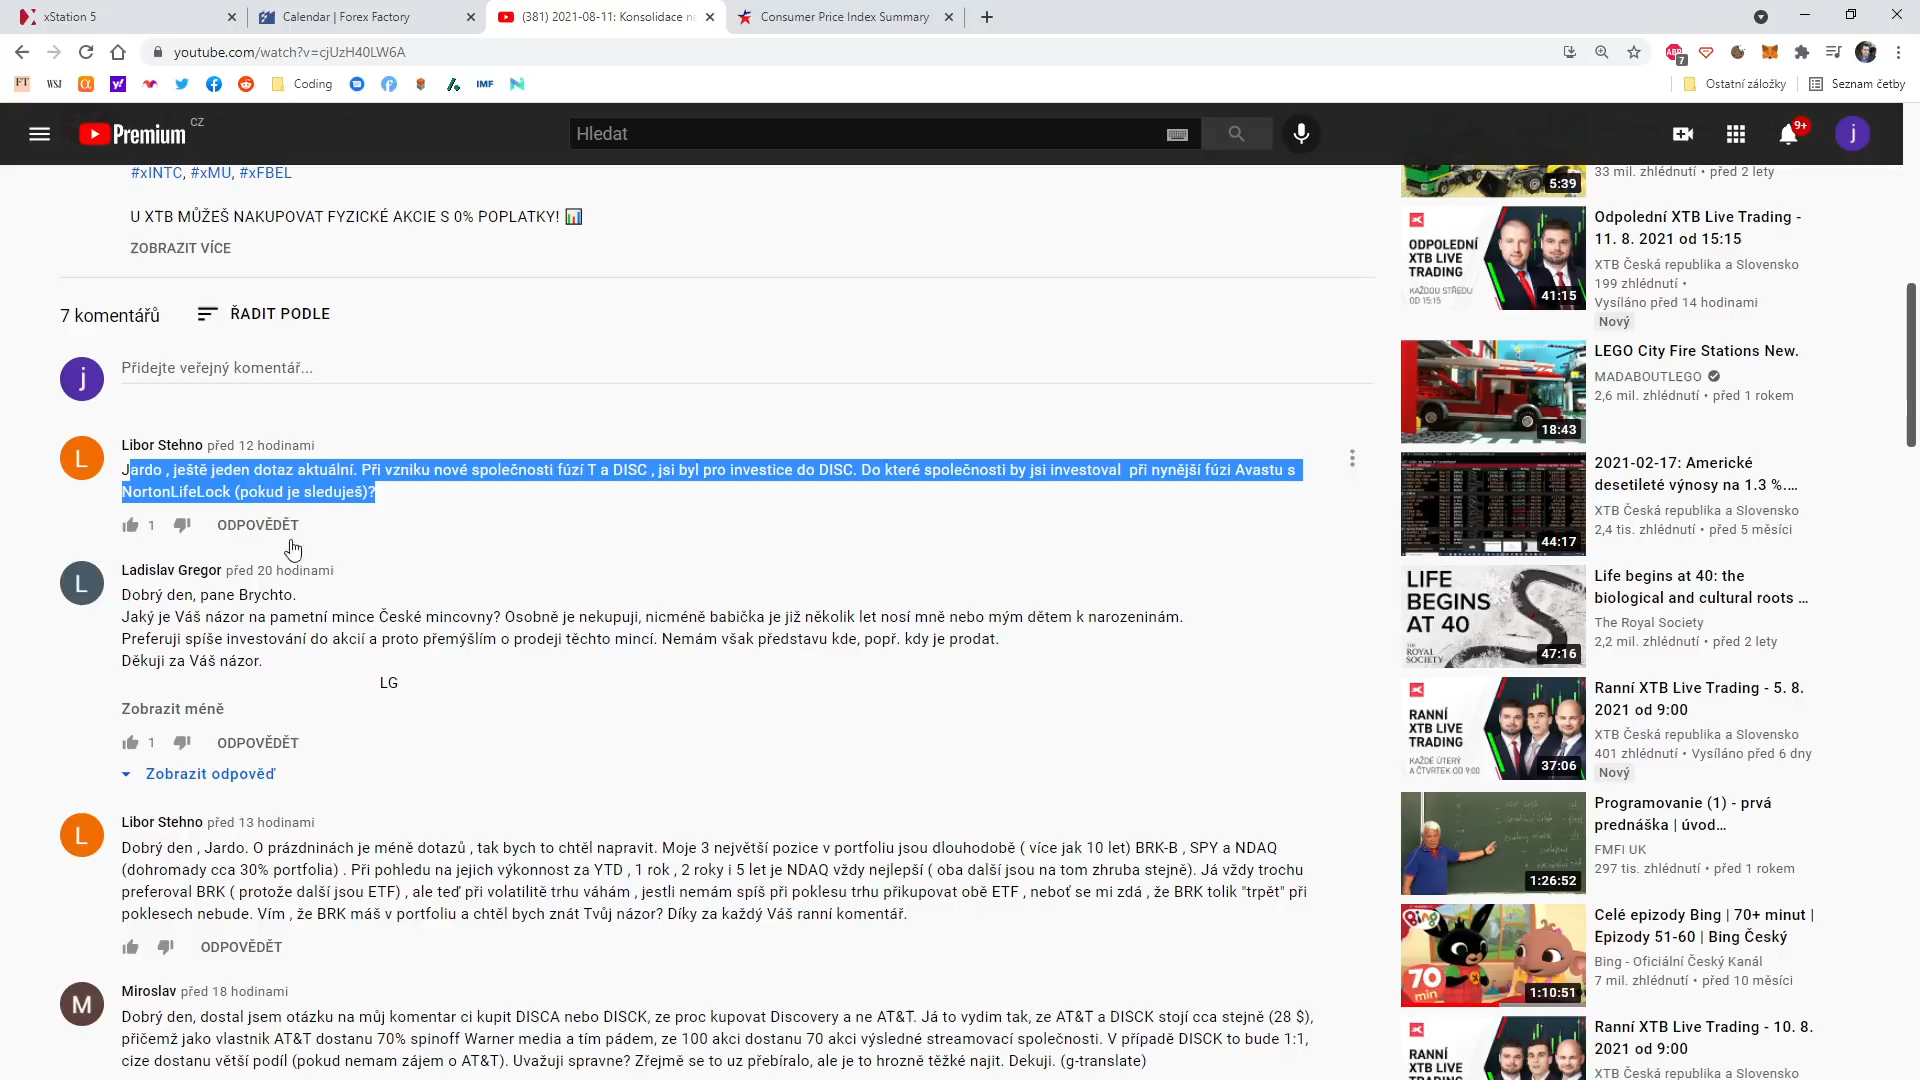 xStation 5
Calendar | Forex Factory
(381) 2021-08-11: Konsolidace na
Consumer Price Index Summary
youtube.com/watch?v=cjUzH40LW6A
7
FT
WSJ
Coding
IMF
Ostatní záložky
Seznam četby
Premium
CZ
Hledat
9+
j
#xINTC, #xMU, #xFBEL
U XTB MŮŽEŠ NAKUPOVAT FYZICKÉ AKCIE S 0% POPLATKY!
ZOBRAZIT VÍCE
7 komentářů
ŘADIT PODLE
j
Přidejte veřejný komentář...
L
Libor Stehno před 12 hodinami
Jardo , ještě jeden dotaz aktuální. Při vzniku nové společnosti fúzí T a DISC , jsi byl pro investice do DISC. Do které společnosti by jsi investoval při nynější fúzi Avastu s
NortonLifeLock (pokud je sleduješ)?
1
ODPOVĚDĚT
L
Ladislav Gregor před 20 hodinami
Dobrý den, pane Brychto.
Jaký je Váš názor na pametní mince České mincovny? Osobně je nekupuji, nicméně babička je již několik let nosí mně nebo mým dětem k narozeninám.
Preferuji spíše investování do akcií a proto přemýšlím o prodeji těchto mincí. Nemám však představu kde, popř. kdy je prodat.
Děkuji za Váš názor.
LG
Zobrazit méně
1
ODPOVĚDĚT
Zobrazit odpověď
L
Libor Stehno před 13 hodinami
Dobrý den , Jardo. O prázdninách je méně dotazů , tak bych to chtěl napravit. Moje 3 největší pozice v portfoliu jsou dlouhodobě ( více jak 10 let) BRK-B , SPY a NDAQ
(dohromady cca 30% portfolia) . Při pohledu na jejich výkonnost za YTD , 1 rok , 2 roky i 5 let je NDAQ vždy nejlepší ( oba další jsou na tom zhruba stejně). Já vždy trochu
preferoval BRK ( protože další jsou ETF) , ale teď při volatilitě trhu váhám , jestli nemám spíš při poklesu trhu přikupovat obě ETF , neboť se mi zdá , že BRK tolik "trpět" při
poklesech nebude. Vím , že BRK máš v portfoliu a chtěl bych znát Tvůj názor? Díky za každý Váš ranní komentář.
ODPOVĚDĚT
M
Miroslav před 18 hodinami
Dobrý den, dostal jsem otázku na můj komentar ci kupit DISCA nebo DISCK, ze proc kupovat Discovery a ne AT&T. Já to vydim tak, ze AT&T a DISCK stojí cca stejně (28 $),
přičemž jako vlastník AT&T dostanu 70% spinoff Warner media a tím pádem, ze 100 akci dostanu 70 akci výsledné streamovací společnosti. V případě DISCK to bude 1:1,
cize dostanu větší podíl (pokud nemam zájem o AT&T). Uvažuji spravne? Zřejmě se to uz přebíralo, ale je to hrozně těžké najit. Dekuji. (g-translate)
5:39
33 mil. zhlédnutí • před 2 lety
ODPOLEDNÍ
XTB LIVE
TRADING
KAŽDOU STŘEDU
OD 15:15
41:15
Odpolední XTB Live Trading -
11. 8. 2021 od 15:15
XTB Česká republika a Slovensko
199 zhlédnutí •
Vysíláno před 14 hodinami
Nový
18:43
LEGO City Fire Stations New.
MADABOUTLEGO
2,6 mil. zhlédnutí • před 1 rokem
44:17
2021-02-17: Americké
desetileté výnosy na 1.3 %....
XTB Česká republika a Slovensko
2,4 tis. zhlédnutí • před 5 měsíci
LIFE
BEGINS
AT 40
THE
ROYAL
SOCIETY
47:16
Life begins at 40: the
biological and cultural roots ...
The Royal Society
2,2 mil. zhlédnutí • před 2 lety
RANNÍ
XTB LIVE
TRADING
KAŽDÉ ÚTERÝ
A ČTVRTEK OD 9:00
37:06
Ranní XTB Live Trading - 5. 8.
2021 od 9:00
XTB Česká republika a Slovensko
401 zhlédnutí • Vysíláno před 6 dny
Nový
1:26:52
Programovanie (1) - prvá
prednáška | úvod...
FMFI UK
297 tis. zhlédnutí • před 1 rokem
Bing
70
min
1:10:51
Celé epizody Bing | 70+ minut |
Epizody 51-60 | Bing Český
Bing - Oficiální Český Kanál
7 mil. zhlédnutí • před 10 měsíci
RANNÍ
XTB LIVE
TRADING
Ranní XTB Live Trading - 10. 8.
2021 od 9:00
XTB Česká republika a Slovensko